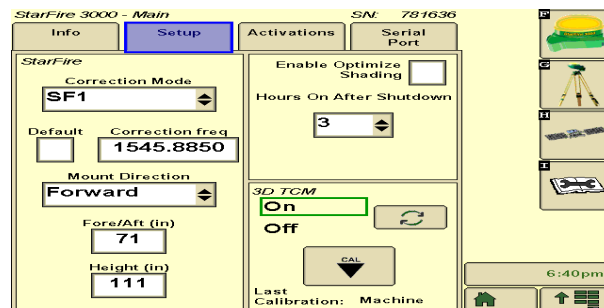 StarFire 3000 - Main
SN: 781636
Info
Setup
Activations
Serial
Port
StarFire
Correction Mode
SF1
Default
Correction freq
1545.8850
Mount Direction
Forward
Fore/Aft (in)
71
Height (in)
111
Enable Optimize
Shading
Hours On After Shutdown
3
3D TCM
On
Off
CAL
Last
Calibration: Machine
F
G
H
I
6:40pm